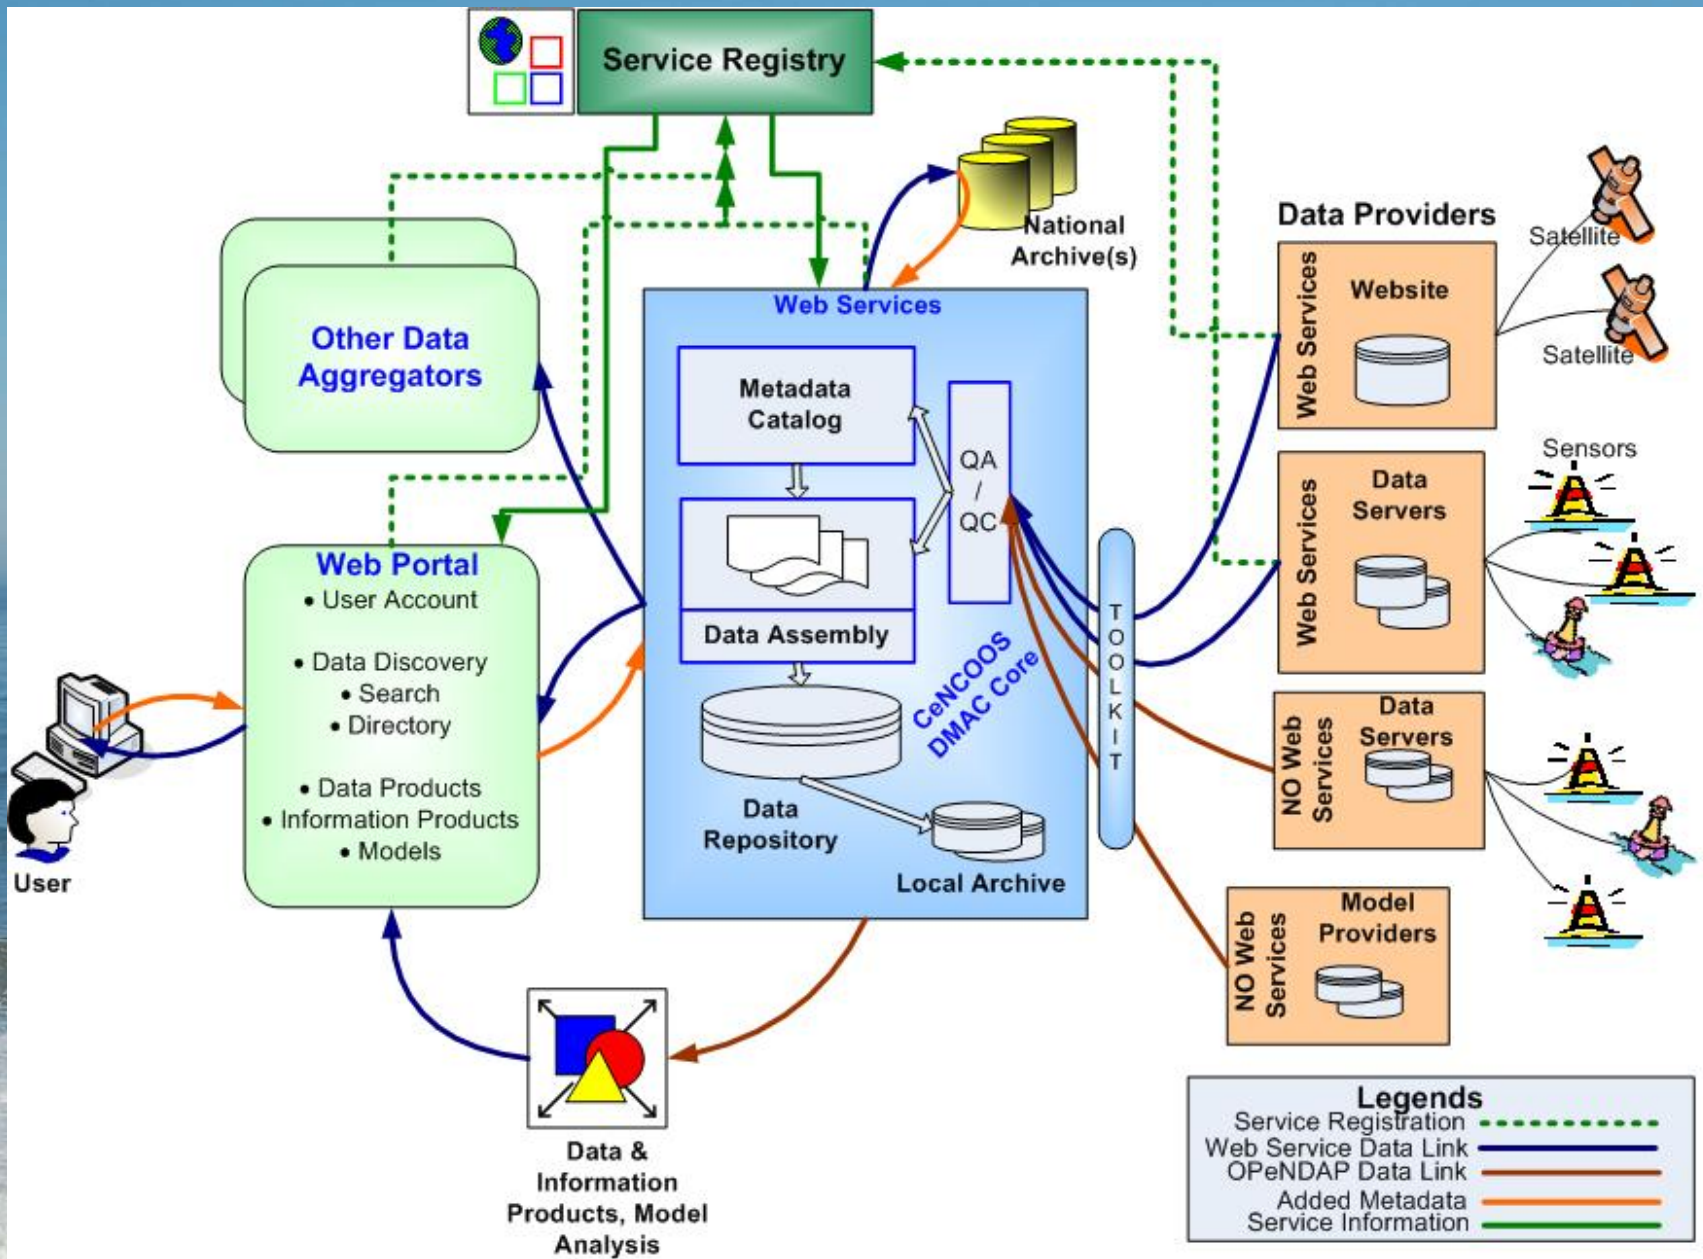 Service Registry
National
Archive(s)
Data Providers
Satellite
Satellite
Web Services
Website
Other Data
Aggregators
Web Services
Metadata
Catalog
QA
/
QC
Data Assembly
CeNCOOS
DMAC Core
Data
Repository
Local Archive
TOOLKIT
Sensors
Web Services
Data
Servers
NO Web
Services
Data
Servers
NO Web
Services
Model
Providers
Web Portal
• User Account
• Data Discovery
• Search
• Directory
• Data Products
• Information Products
• Models
User
Data &
Information
Products, Model
Analysis
Legends
Service Registration
Web Service Data Link
OPeNDAP Data Link
Added Metadata
Service Information